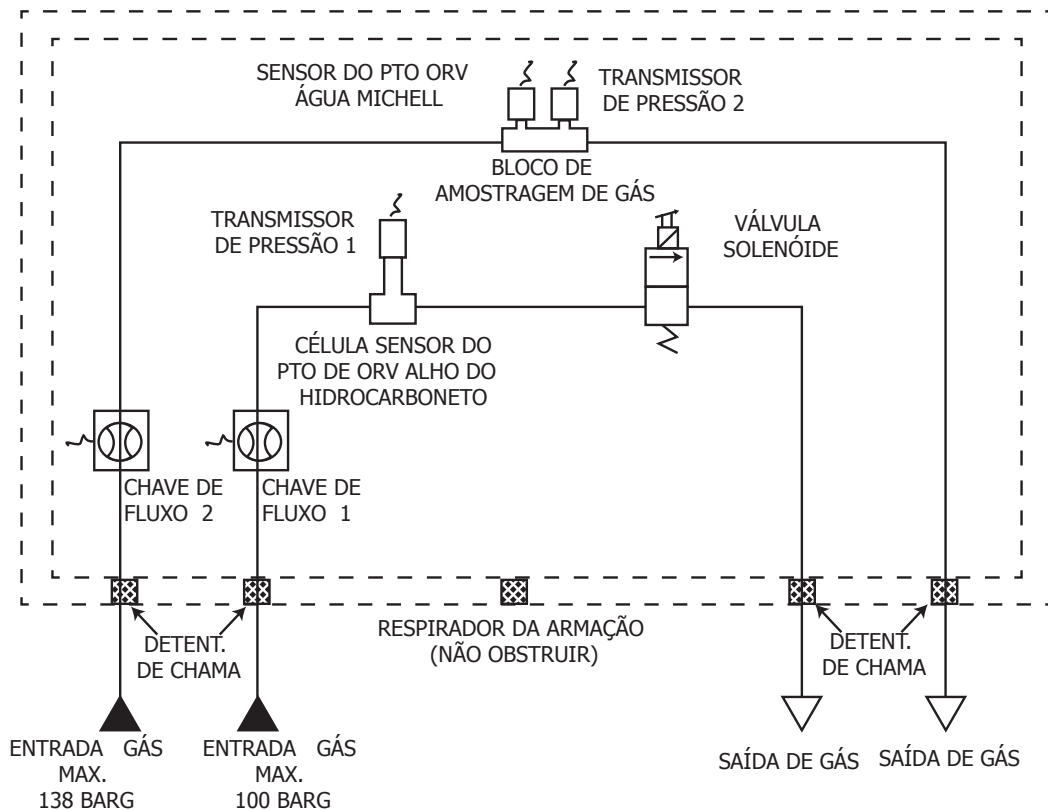 SENSOR DO PTO ORV
ÁGUA MICHELL
TRANSMISSOR
DE PRESSÃO 2
BLOCO DE
AMOSTRAGEM DE GÁS
TRANSMISSOR
DE PRESSÃO 1
VÁLVULA
SOLENÓIDE
CÉLULA SENSOR DO
PTO DE ORV ALHO DO
HIDROCARBONETO
CHAVE DE
FLUXO 2
CHAVE DE
FLUXO 1
DETENT.
DE CHAMA
RESPIRADOR DA ARMAÇÃO
(NÃO OBSTRUIR)
DETENT.
DE CHAMA
ENTRADA GÁS
MAX.
138 BARG
ENTRADA GÁS
MAX.
100 BARG
SAÍDA DE GÁS
SAÍDA DE GÁS